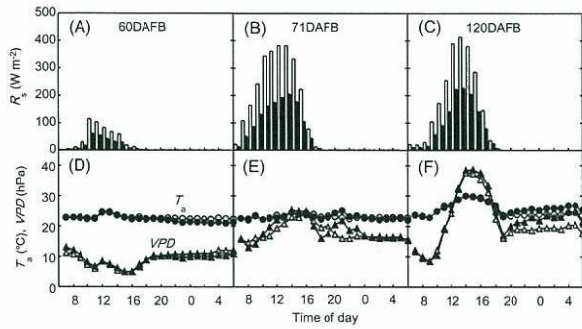 (A) 60DAFB
(B) 71DAFB
(C) 120DAFB
500
400
300
200
100
0
Rs (W m-2)
(D)
(E)
(F)
40
30
20
10
0
Ta (°C), VPD (hPa)
Ta
VPD
8 12 16 20 0 4 8 12 16 20 0 4 8 12 16 20 0 4
Time of day